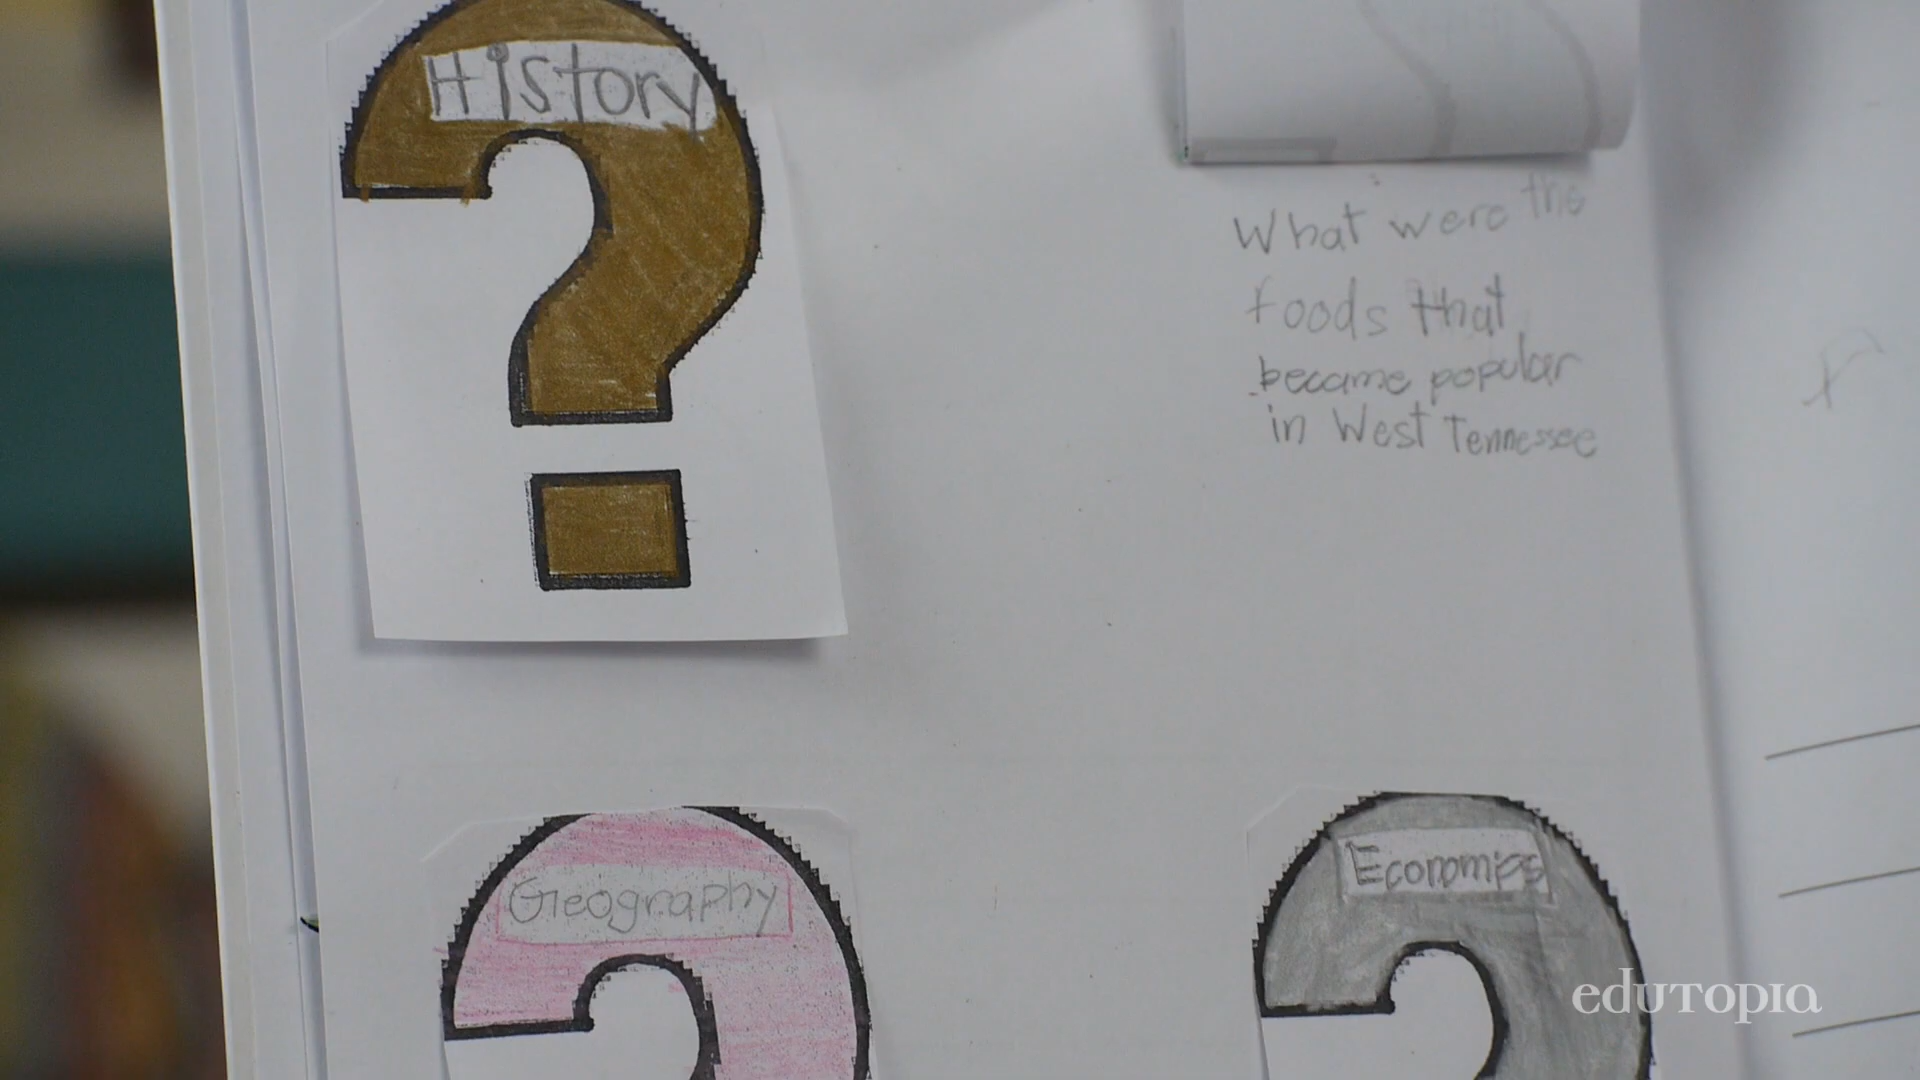 History
What were the
foods that
became popular
in West Tennessee
Geography
Economics
edutopia